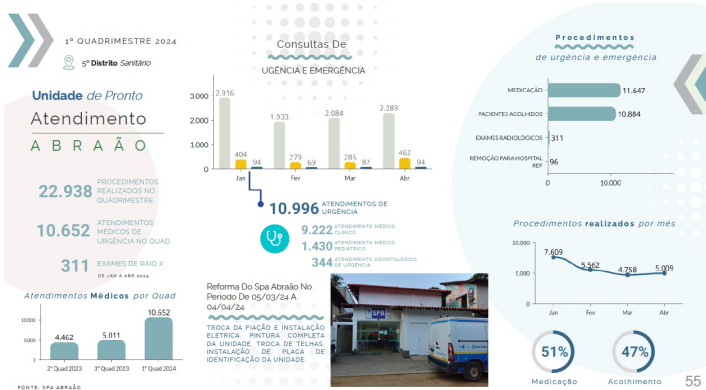 1º QUADRIMESTRE 2024
5º Distrito Sanitário
Unidade de Pronto
Atendimento
ABRAÃO
22.938 PROCEDIMENTOS
REALIZADOS NO
QUADRIMESTRE
10.652 ATENDIMENTOS
MÉDICOS DE
URGÊNCIA NO QUAD
311 EXAMES DE RAIO X
DE JAN A ABR 2024
Atendimentos Médicos por Quad
10000
5000
0
4.462
5.011
10.652
2º Quad 2023
3º Quad 2023
1º Quad 2024
FONTE: SPA ABRAÃO
Consultas De
UGÊNCIA E EMERGÊNCIA
3.000
2.000
1.000
0
2.916
404
94
1.933
279
69
2.084
285
87
2.289
462
94
Jan
Fev
Mar
Abr
10.996 ATENDIMENTOS DE
URGÊNCIA
9.222 ATENDIMENTO MÉDICO
CLINICO
1.430 ATENDIMENTO MÉDICO
PEDIATRICO
344 ATENDIMENTO ODONTOLÓGICO
DE URGÊNCIA
Reforma Do Spa Abraão No
Periodo De 05/03/24 A
04/04/24
TROCA DA FIAÇÃO E INSTALAÇÃO
ELÉTRICA, PINTURA COMPLETA
DA UNIDADE, TROCA DE TELHAS,
INSTALAÇÃO DE PLACA DE
IDENTIFICAÇÃO DA UNIDADE.
SPA
Procedimentos
de urgência e emergência
MEDICAÇÃO
11.647
PACIENTES ACOLHIDOS
10.884
EXAMES RADIOLÓGICOS
311
REMOÇÃO PARA HOSPITAL
REF
96
0
10.000
Procedimentos realizados por mês
10.000
5.000
0
7.609
5.562
4.758
5.009
Jan
Fev
Mar
Abr
51%
Medicação
47%
Acolhimento
55